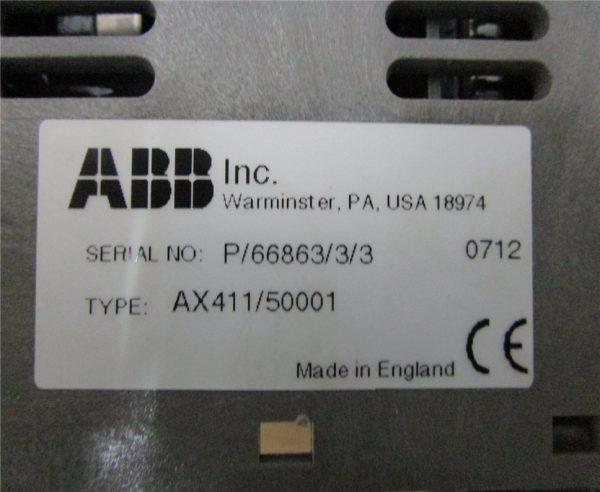 ABB Inc.
Warminster, PA, USA 18974
SERIAL NO: P/66863/3/3 0712
TYPE: AX411/50001
Made in England CE